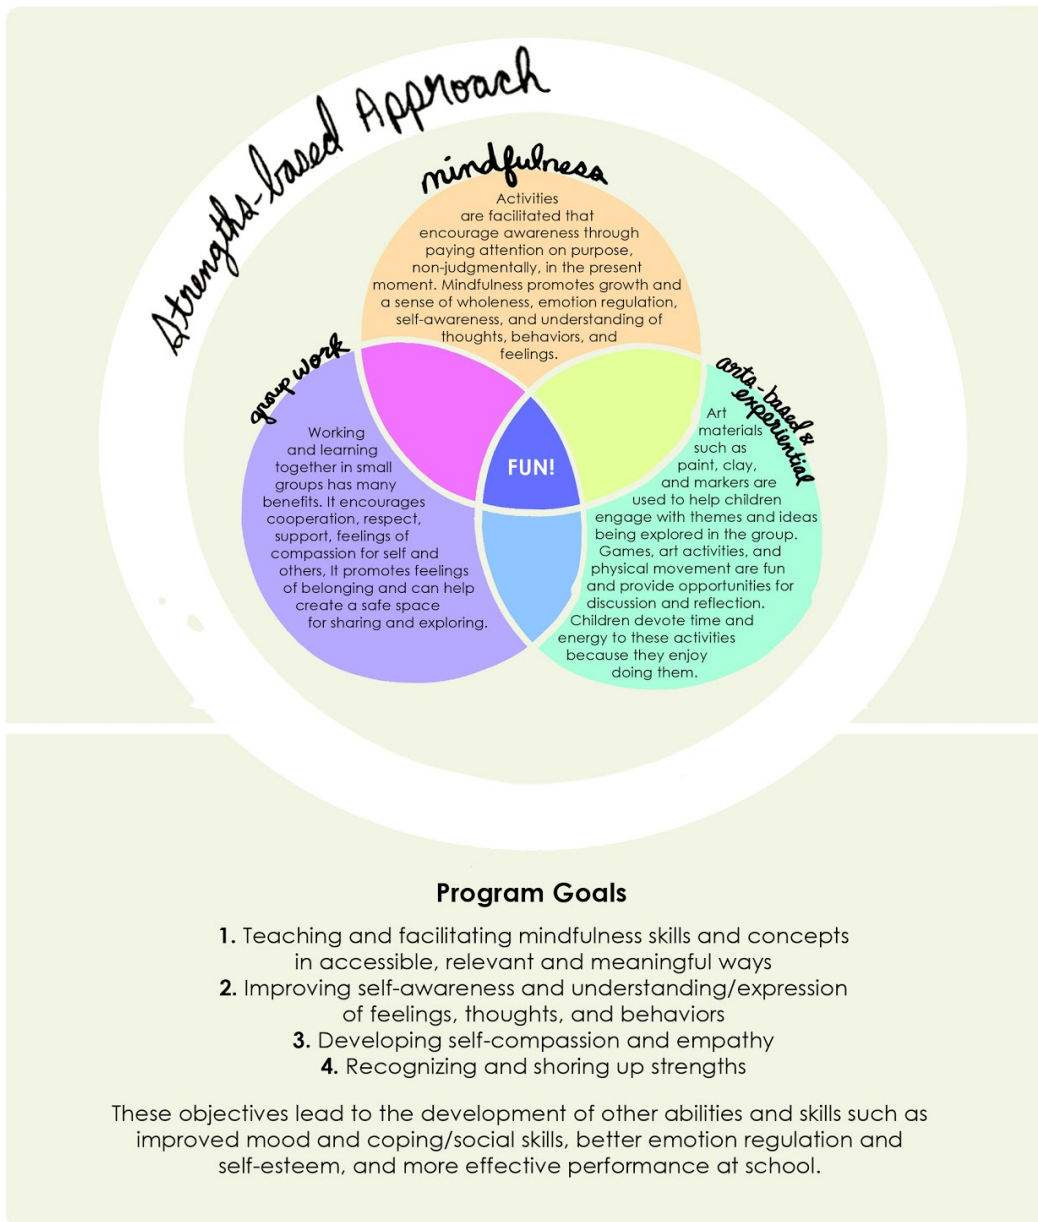 Strengths-based Approach
mindfulness
Activities
are facilitated that
encourage awareness through
paying attention on purpose,
non-judgmentally, in the present
moment. Mindfulness promotes growth and
a sense of wholeness, emotion regulation,
self-awareness, and understanding of
thoughts, behaviors, and
feelings.
group work
Working
and learning
together in small
groups has many
benefits. It encourages
cooperation, respect,
support, feelings of
compassion for self and
others, It promotes feelings
of belonging and can help
create a safe space
for sharing and exploring.
FUN!
arts-based &
experiential
Art
materials
such as
paint, clay,
and markers are
used to help children
engage with themes and ideas
being explored in the group.
Games, art activities, and
physical movement are fun
and provide opportunities for
discussion and reflection.
Children devote time and
energy to these activities
because they enjoy
doing them.
Program Goals
1. Teaching and facilitating mindfulness skills and concepts
in accessible, relevant and meaningful ways
2. Improving self-awareness and understanding/expression
of feelings, thoughts, and behaviors
3. Developing self-compassion and empathy
4. Recognizing and shoring up strengths
These objectives lead to the development of other abilities and skills such as
improved mood and coping/social skills, better emotion regulation and
self-esteem, and more effective performance at school.